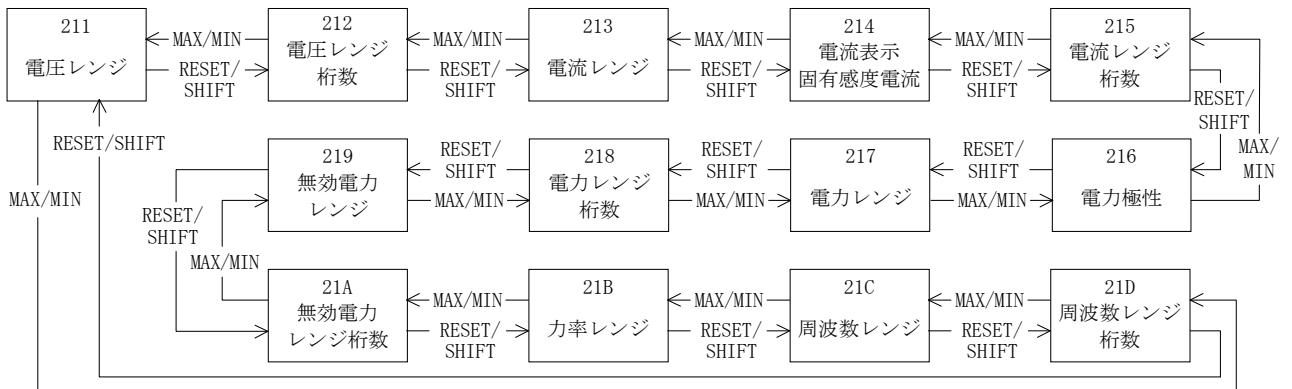 211
電圧レンジ
MAX/MIN
RESET/
SHIFT
212
電圧レンジ
桁数
MAX/MIN
RESET/
SHIFT
213
電流レンジ
MAX/MIN
RESET/
SHIFT
214
電流表示
固有感度電流
MAX/MIN
RESET/
SHIFT
215
電流レンジ
桁数
RESET/
SHIFT
MAX/
MIN
RESET/SHIFT
MAX/MIN
219
無効電力
レンジ
RESET/
SHIFT
MAX/MIN
218
電力レンジ
桁数
RESET/
SHIFT
MAX/MIN
217
電力レンジ
RESET/
SHIFT
MAX/MIN
216
電力極性
RESET/
SHIFT
MAX/MIN
21A
無効電力
レンジ桁数
MAX/MIN
RESET/
SHIFT
21B
力率レンジ
MAX/MIN
RESET/
SHIFT
21C
周波数レンジ
MAX/MIN
RESET/
SHIFT
21D
周波数レンジ
桁数